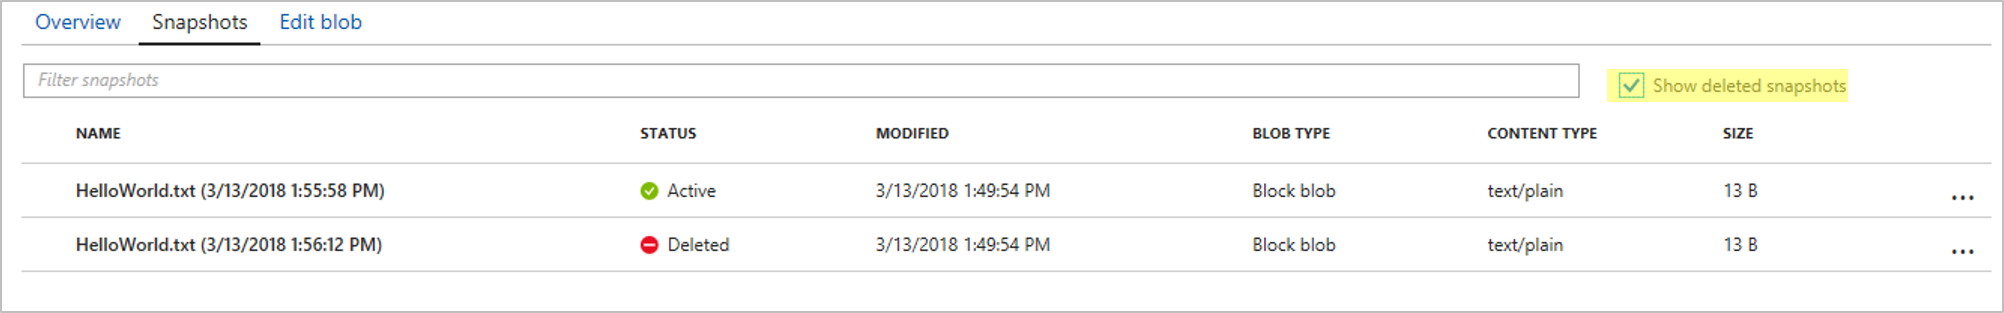 Overview Snapshots Edit blob
Filter snapshots Show deleted snapshots
NAME STATUS MODIFIED BLOB TYPE CONTENT TYPE SIZE
HelloWorld.txt (3/13/2018 1:55:58 PM) Active 3/13/2018 1:49:54 PM Block blob text/plain 13 B ...
HelloWorld.txt (3/13/2018 1:56:12 PM) Deleted 3/13/2018 1:49:54 PM Block blob text/plain 13 B ...